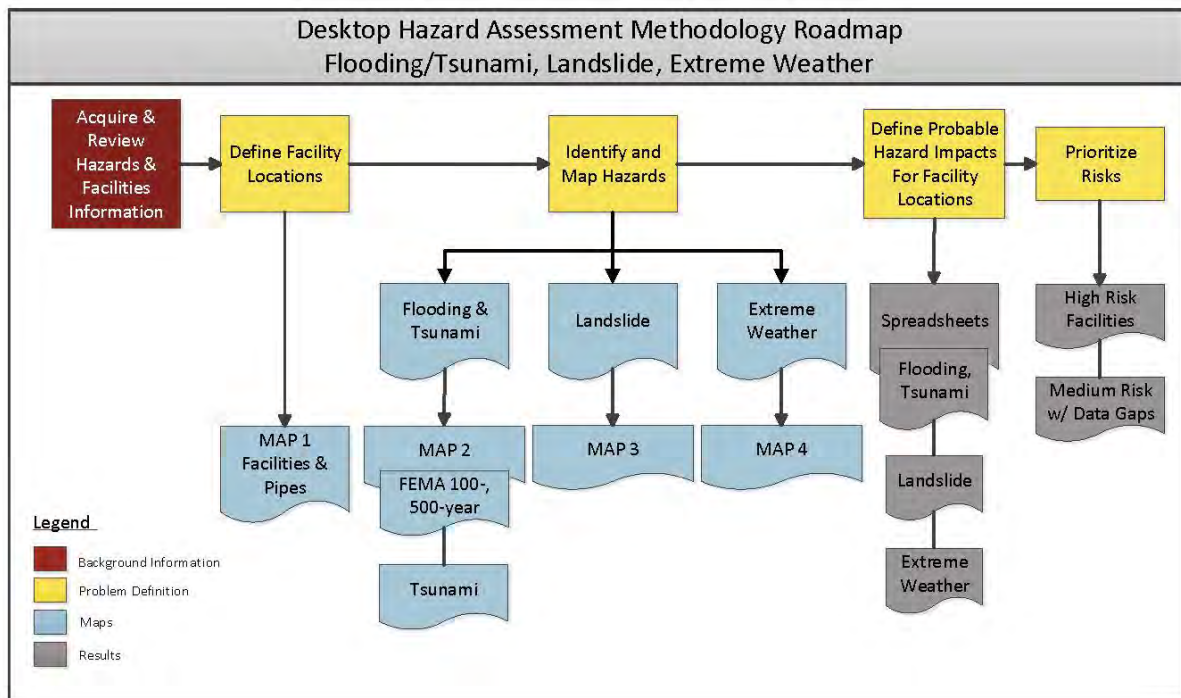 Desktop Hazard Assessment Methodology Roadmap
Flooding/Tsunami, Landslide, Extreme Weather
Acquire &
Review
Hazards &
Facilities
Information
Define Facility
Locations
Identify and
Map Hazards
Define Probable
Hazard Impacts
For Facility
Locations
Prioritize
Risks
Flooding &
Tsunami
Landslide
Extreme
Weather
Spreadsheets
Flooding,
Tsunami
Landslide
Extreme
Weather
High Risk
Facilities
Medium Risk
w/ Data Gaps
MAP 1
Facilities &
Pipes
MAP 2
FEMA 100-,
500-year
Tsunami
MAP 3
MAP 4
Legend
Background Information
Problem Definition
Maps
Results